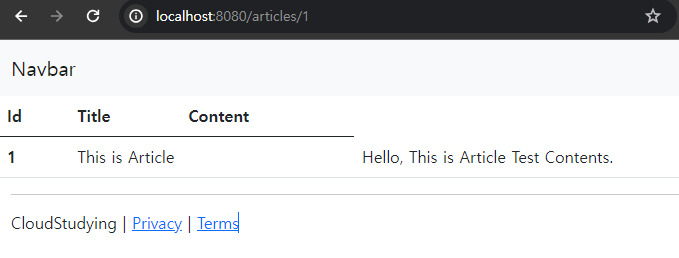 localhost:8080/articles/1
Navbar
Id Title Content
1 This is Article Hello, This is Article Test Contents.
CloudStudying | Privacy | Terms